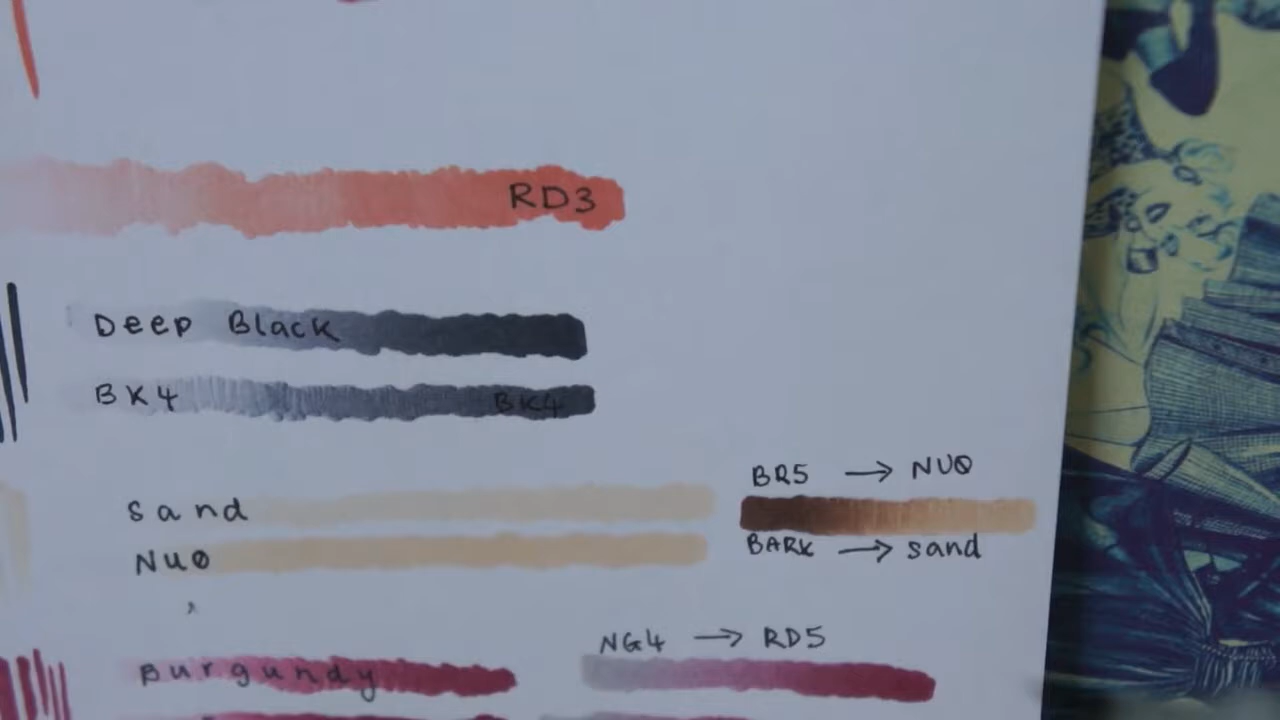 RD3
Deep Black
BK4 BK4
Sand
BR5 → NU0
NU0
BARK → sand
NG4 → RD5
Burgundy